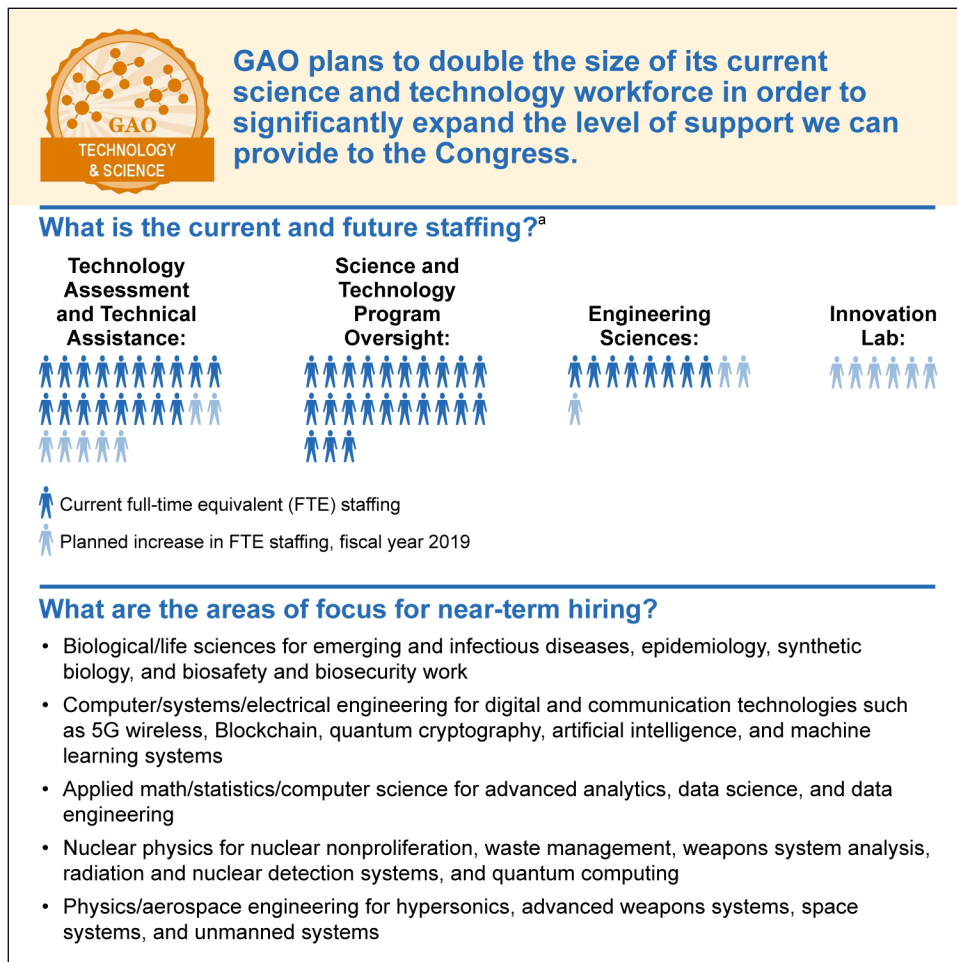 GAO
TECHNOLOGY
& SCIENCE
GAO plans to double the size of its current
science and technology workforce in order to
significantly expand the level of support we can
provide to the Congress.
What is the current and future staffing?a
Technology
Assessment
and Technical
Assistance:
Science and
Technology
Program
Oversight:
Engineering
Sciences:
Innovation
Lab:
Current full-time equivalent (FTE) staffing
Planned increase in FTE staffing, fiscal year 2019
What are the areas of focus for near-term hiring?
• Biological/life sciences for emerging and infectious diseases, epidemiology, synthetic
biology, and biosafety and biosecurity work
• Computer/systems/electrical engineering for digital and communication technologies such
as 5G wireless, Blockchain, quantum cryptography, artificial intelligence, and machine
learning systems
• Applied math/statistics/computer science for advanced analytics, data science, and data
engineering
• Nuclear physics for nuclear nonproliferation, waste management, weapons system analysis,
radiation and nuclear detection systems, and quantum computing
• Physics/aerospace engineering for hypersonics, advanced weapons systems, space
systems, and unmanned systems